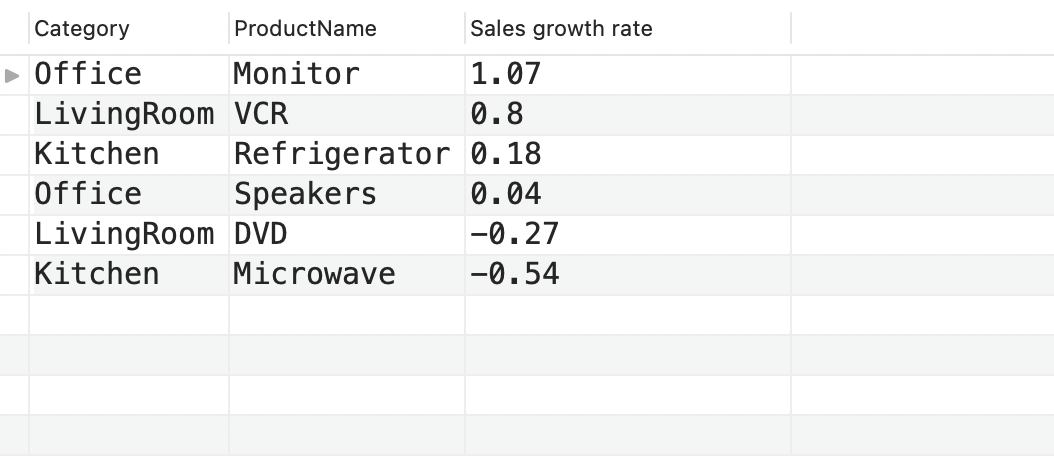 Category ProductName Sales growth rate
Office Monitor 1.07
LivingRoom VCR 0.8
Kitchen Refrigerator 0.18
Office Speakers 0.04
LivingRoom DVD -0.27
Kitchen Microwave -0.54